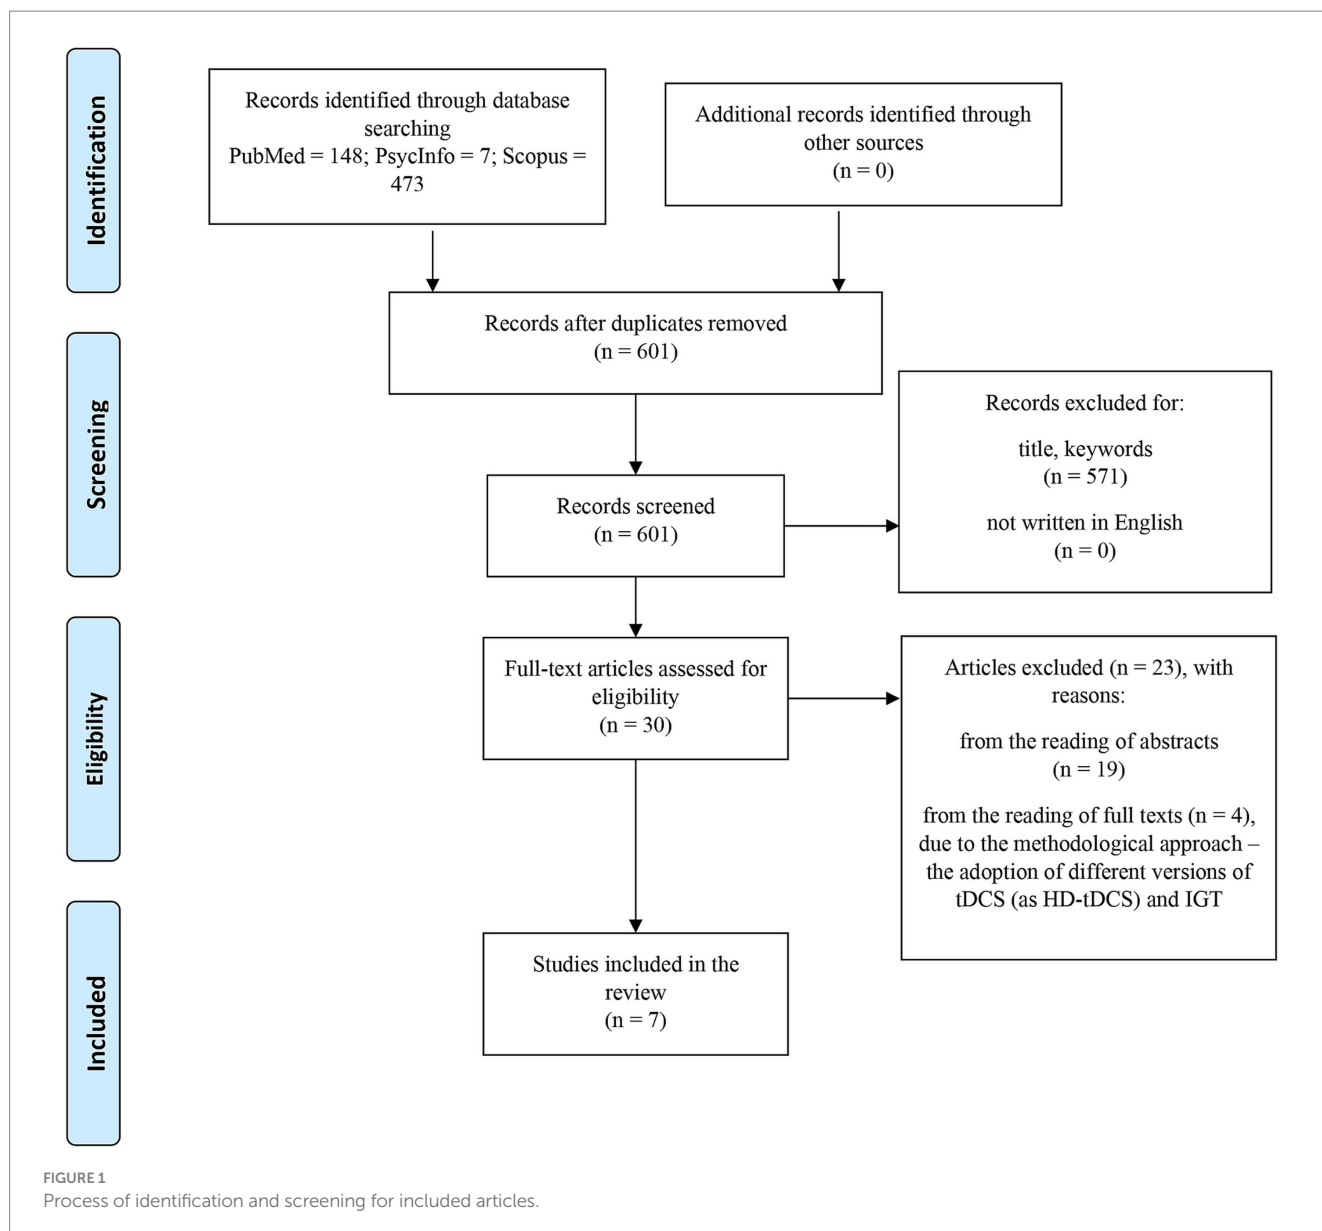 Identification
Records identified through database
searching
PubMed = 148; PsycInfo = 7; Scopus =
473
Additional records identified through
other sources
(n = 0)
Records after duplicates removed
(n = 601)
Screening
Records screened
(n = 601)
Records excluded for:
title, keywords
(n = 571)
not written in English
(n = 0)
Eligibility
Full-text articles assessed for
eligibility
(n = 30)
Articles excluded (n = 23), with
reasons:
from the reading of abstracts
(n = 19)
from the reading of full texts (n = 4),
due to the methodological approach –
the adoption of different versions of
tDCS (as HD-tDCS) and IGT
Included
Studies included in the
review
(n = 7)
FIGURE 1
Process of identification and screening for included articles.